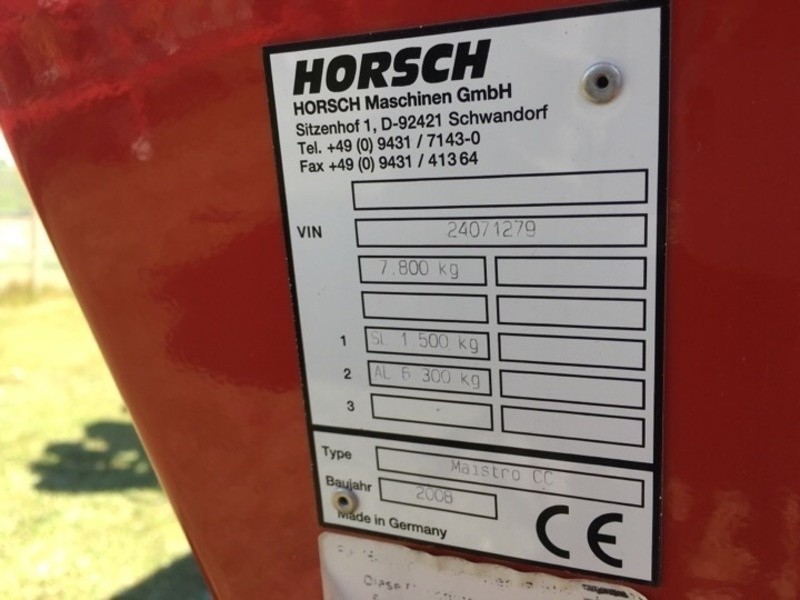 HORSCH
HORSCH Maschinen GmbH
Sitzenhof 1, D-92421 Schwandorf
Tel. +49 (0) 9431 / 7143-0
Fax +49 (0) 9431 / 413 64
VIN 24071279
7.800 kg
1 SL 1 500 kg
2 AL 6 300 kg
3
Type Maistro CC
Baujahr 2008
Made in Germany
CE
Diese